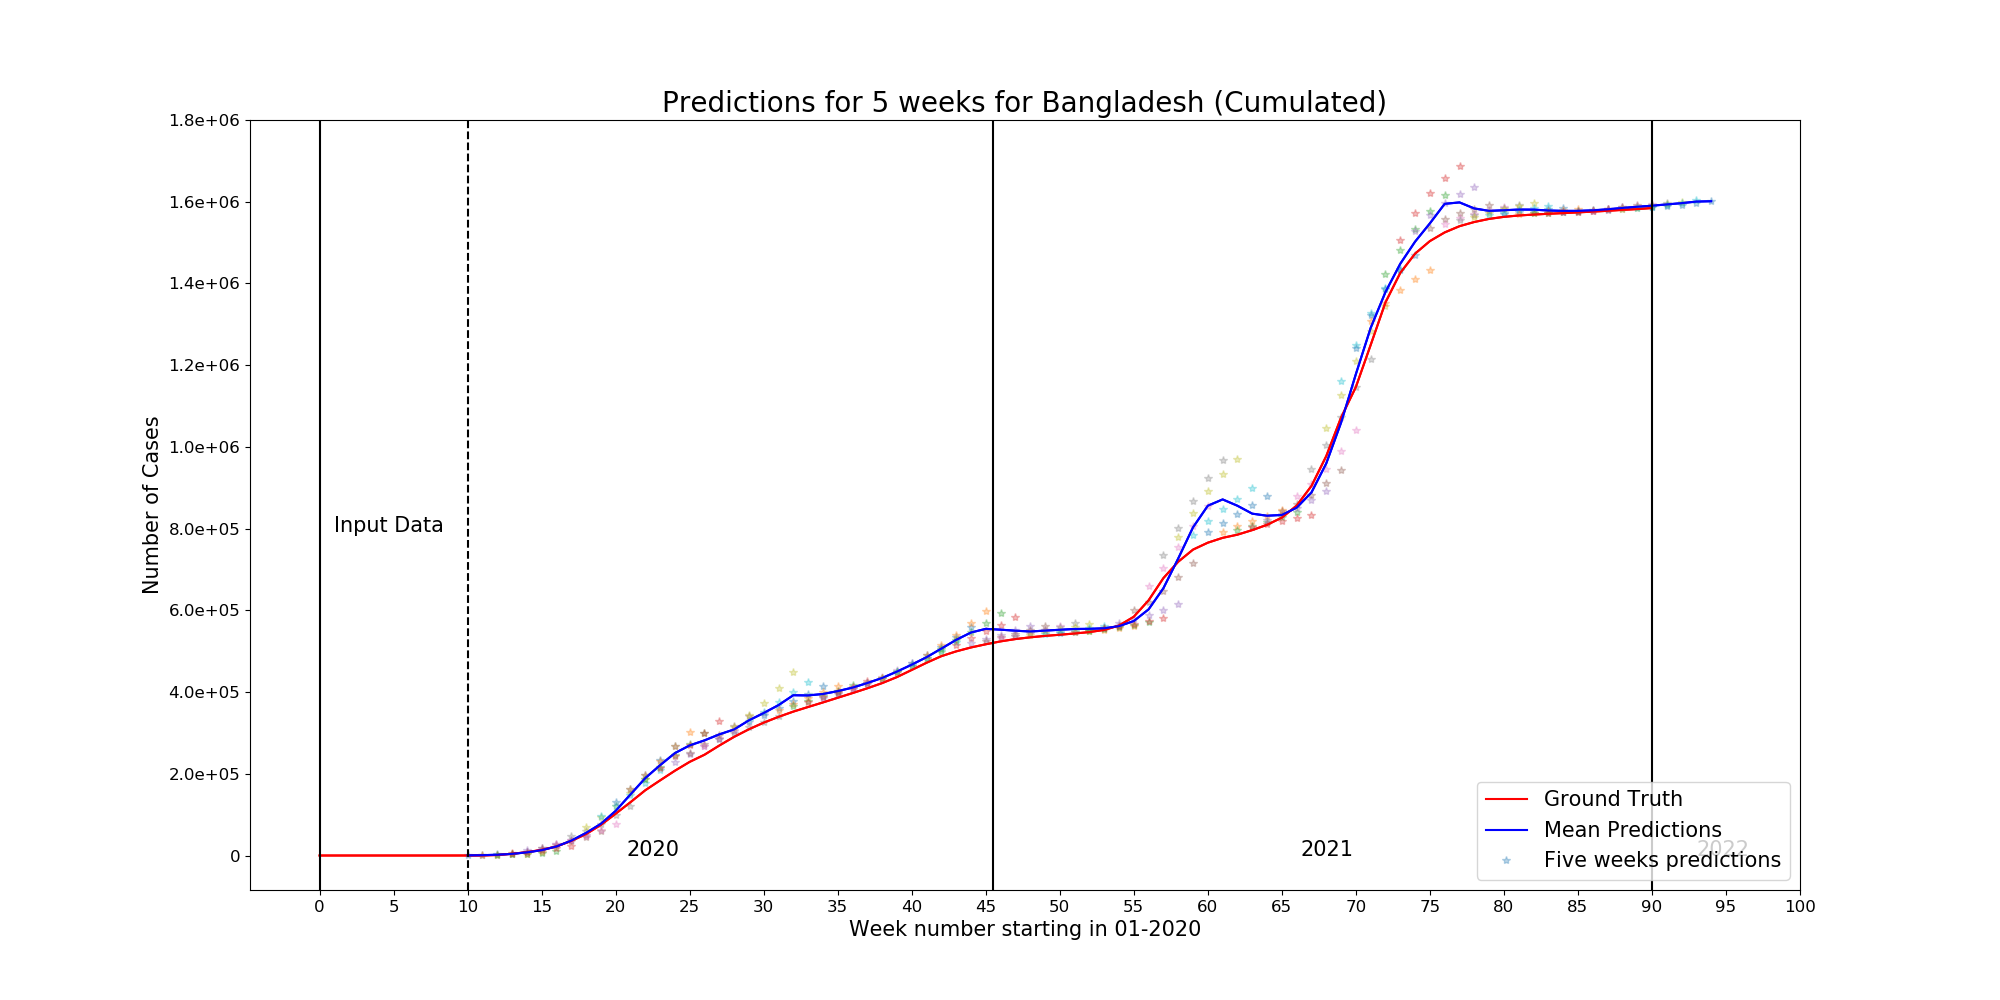 Predictions for 5 weeks for Bangladesh (Cumulated)
1.8e+06
1.6e+06
1.4e+06
1.2e+06
1.0e+06
8.0e+05
6.0e+05
4.0e+05
2.0e+05
0
Number of Cases
Input Data
2020
2021
2022
Ground Truth
Mean Predictions
Five weeks predictions
0 5 10 15 20 25 30 35 40 45 50 55 60 65 70 75 80 85 90 95 100
Week number starting in 01-2020